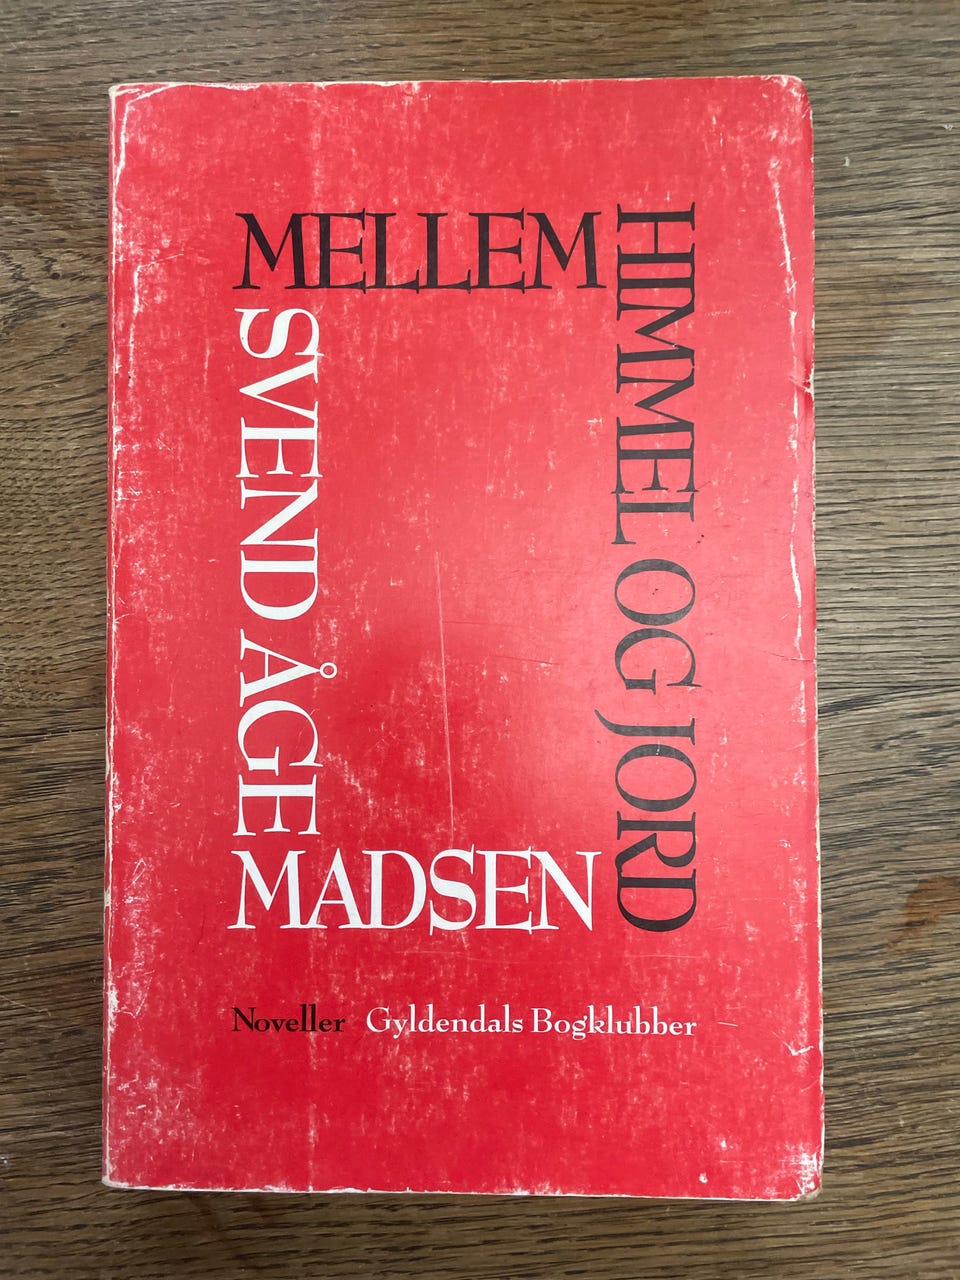 MELLEM
HIMMEL OG JORD
SVEND ÅGE
MADSEN
Noveller Gyldendals Bogklubber